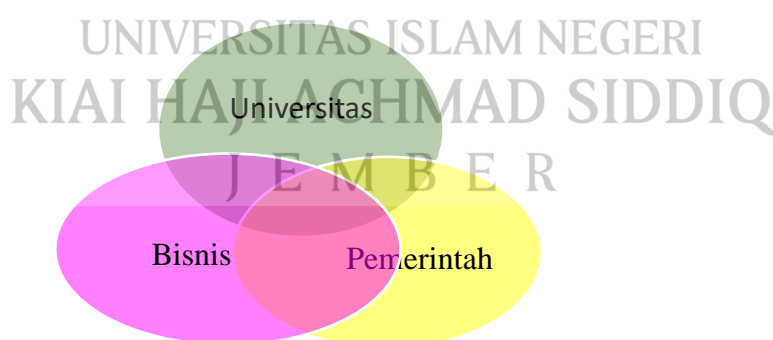 UNIVERSITAS ISLAM NEGERI
KIAI HAJI ACHMAD SIDDIQ
J E M B E R
Universitas
Bisnis
Pemerintah